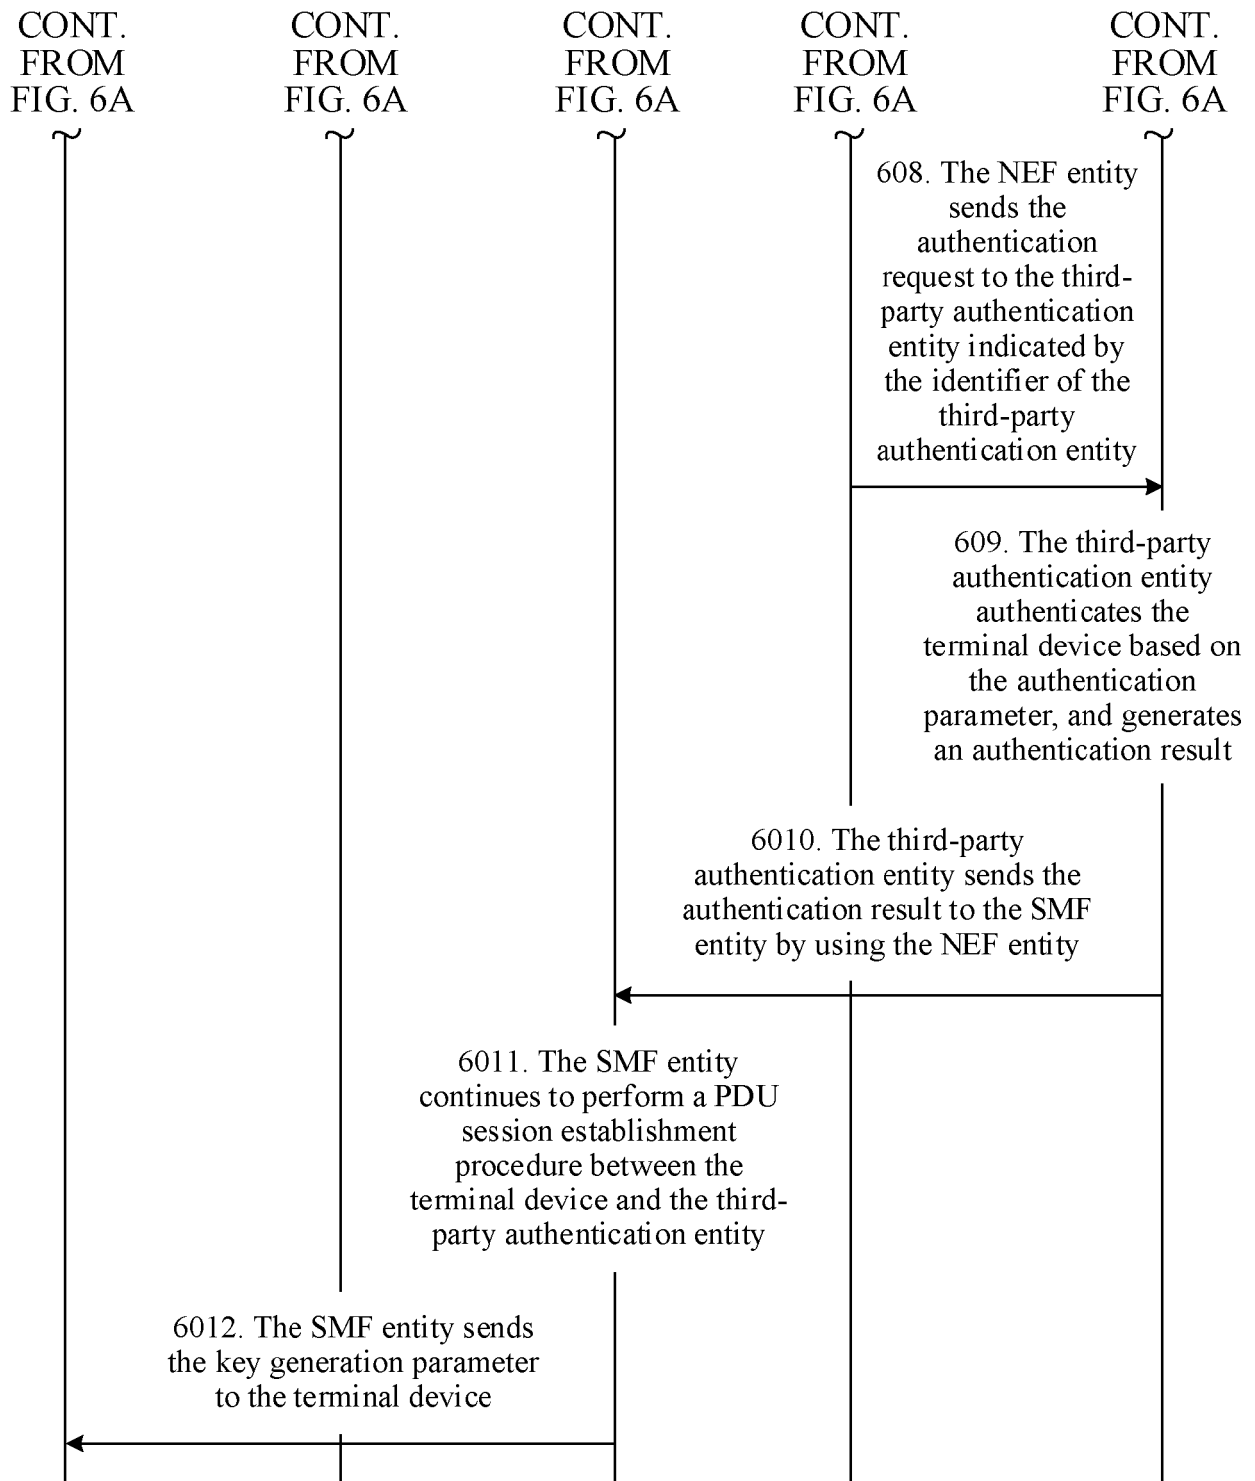 CONT.
FROM
FIG. 6A
CONT.
FROM
FIG. 6A
CONT.
FROM
FIG. 6A
CONT.
FROM
FIG. 6A
CONT.
FROM
FIG. 6A
608. The NEF entity
sends the
authentication
request to the third-
party authentication
entity indicated by
the identifier of the
third-party
authentication entity
609. The third-party
authentication entity
authenticates the
terminal device based on
the authentication
parameter, and generates
an authentication result
6010. The third-party
authentication entity sends the
authentication result to the SMF
entity by using the NEF entity
6011. The SMF entity
continues to perform a PDU
session establishment
procedure between the
terminal device and the third-
party authentication entity
6012. The SMF entity sends
the key generation parameter
to the terminal device